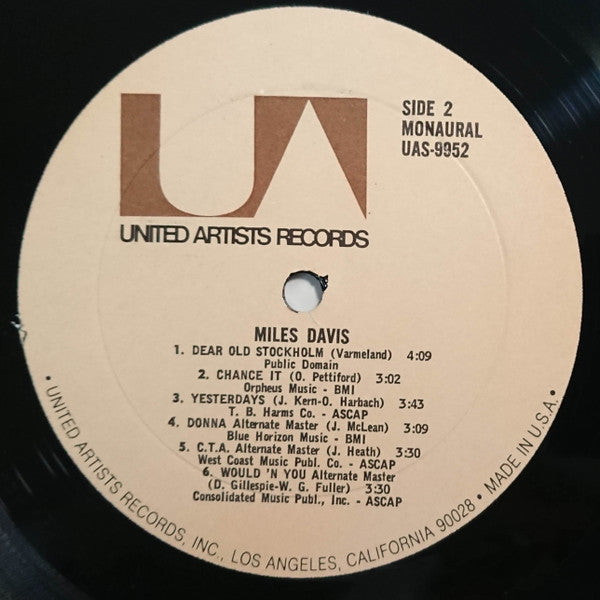 UA
SIDE 2
MONAURAL
UAS-9952
UNITED ARTISTS RECORDS
MILES DAVIS
1. DEAR OLD STOCKHOLM (Varmeland) 4:09
Public Domain
2. CHANCE IT (O. Pettiford) 3:02
Orpheus Music - BMI
3. YESTERDAYS (J. Kern-O. Harbach) 3:43
T. B. Harms Co. - ASCAP
4. DONNA Alternate Master (J. McLean) 3:09
Blue Horizon Music - BMI
5. C.T.A. Alternate Master (J. Heath) 3:30
West Coast Music Publ. Co. - ASCAP
6. WOULD 'N YOU Alternate Master
(D. Gillespie-W. G. Fuller) 3:30
Consolidated Music Publ., Inc. - ASCAP
• UNITED ARTISTS RECORDS, INC., LOS ANGELES, CALIFORNIA 90028 • MADE IN U.S.A. •